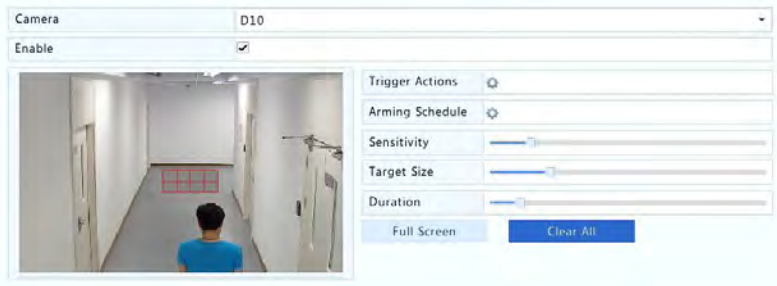 Camera D10
Enable
Trigger Actions
Arming Schedule
Sensitivity
Target Size
Duration
Full Screen Clear All